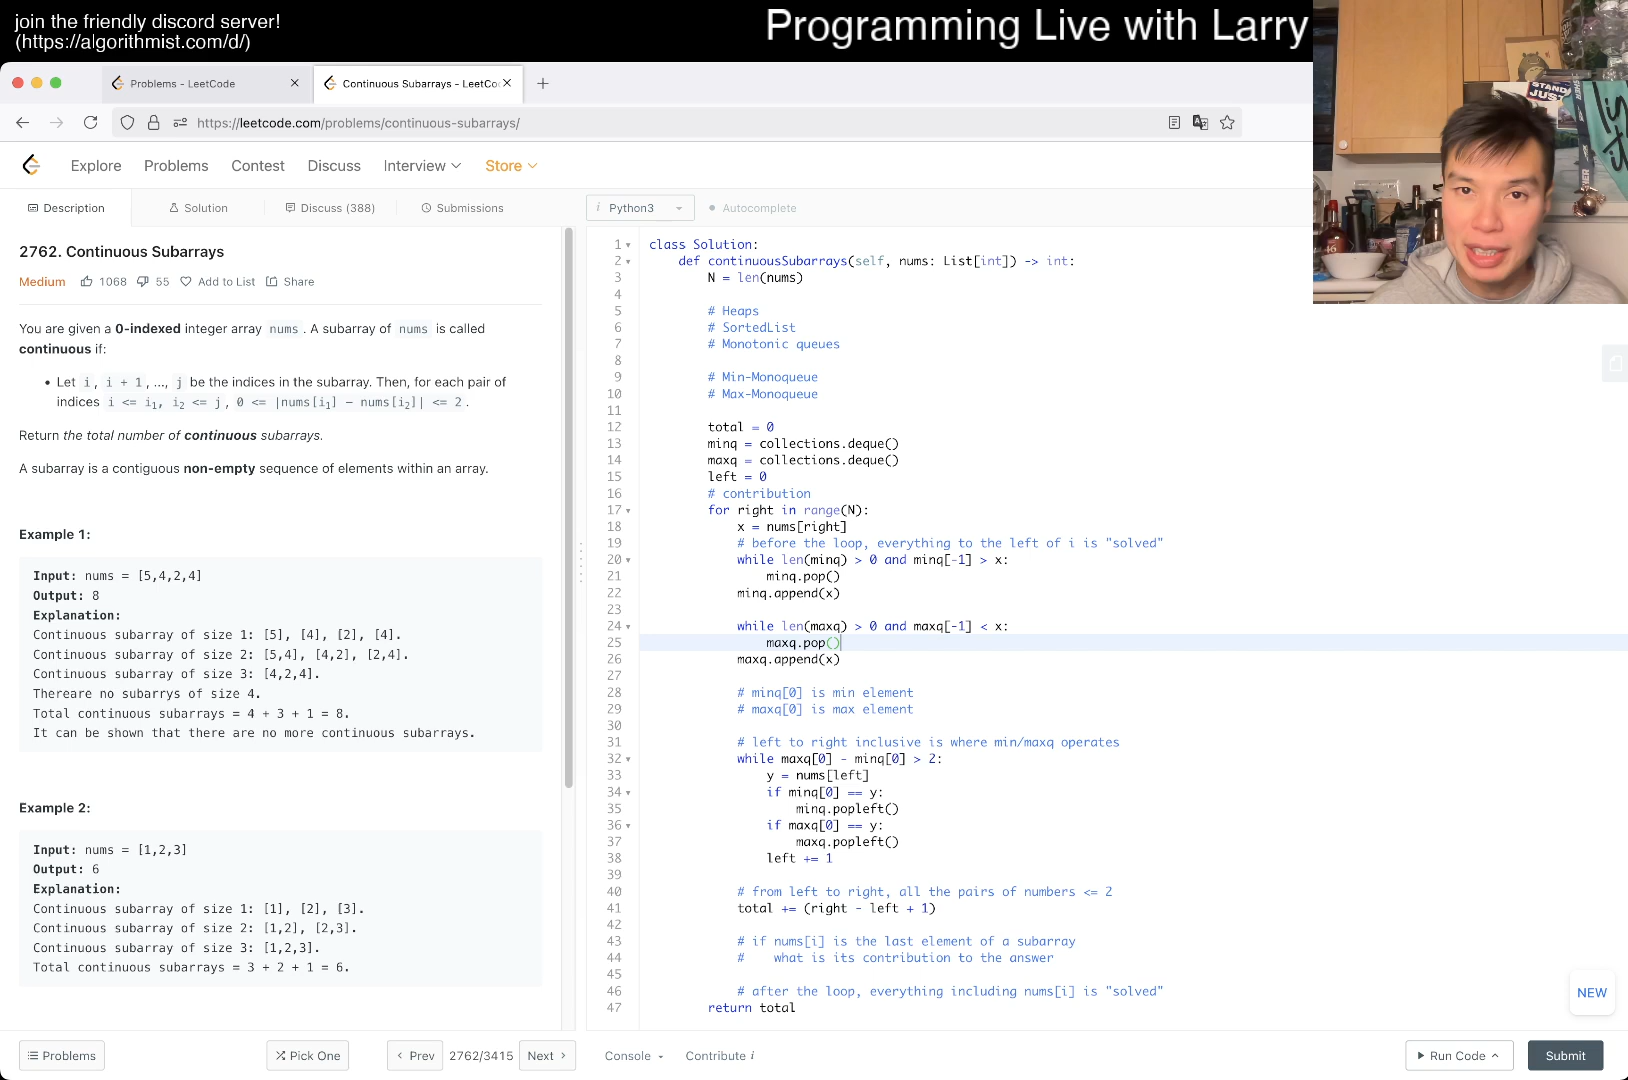 join the friendly discord server!
(https://algorithmist.com/d/)
Programming Live with Larry
Problems - LeetCode
Continuous Subarrays - LeetCo
https://leetcode.com/problems/continuous-subarrays/
Explore Problems Contest Discuss Interview Store
Description Solution Discuss (388) Submissions
i Python3 Autocomplete
2762. Continuous Subarrays
Medium 1068 55 Add to List Share
You are given a 0-indexed integer array nums . A subarray of nums is called
continuous if:
• Let i , i + 1 , ..., j be the indices in the subarray. Then, for each pair of
indices i <= i₁, i₂ <= j , 0 <= |nums[i₁] − nums[i₂]| <= 2 .
Return the total number of continuous subarrays.
A subarray is a contiguous non-empty sequence of elements within an array.
Example 1:
Input: nums = [5,4,2,4]
Output: 8
Explanation:
Continuous subarray of size 1: [5], [4], [2], [4].
Continuous subarray of size 2: [5,4], [4,2], [2,4].
Continuous subarray of size 3: [4,2,4].
Thereare no subarrys of size 4.
Total continuous subarrays = 4 + 3 + 1 = 8.
It can be shown that there are no more continuous subarrays.
Example 2:
Input: nums = [1,2,3]
Output: 6
Explanation:
Continuous subarray of size 1: [1], [2], [3].
Continuous subarray of size 2: [1,2], [2,3].
Continuous subarray of size 3: [1,2,3].
Total continuous subarrays = 3 + 2 + 1 = 6.
1 class Solution:
2 def continuousSubarrays(self, nums: List[int]) -> int:
3 N = len(nums)
4
5 # Heaps
6 # SortedList
7 # Monotonic queues
8
9 # Min-Monoqueue
10 # Max-Monoqueue
11
12 total = 0
13 minq = collections.deque()
14 maxq = collections.deque()
15 left = 0
16 # contribution
17 for right in range(N):
18 x = nums[right]
19 # before the loop, everything to the left of i is "solved"
20 while len(minq) > 0 and minq[-1] > x:
21 minq.pop()
22 minq.append(x)
23
24 while len(maxq) > 0 and maxq[-1] < x:
25 maxq.pop()
26 maxq.append(x)
27
28 # minq[0] is min element
29 # maxq[0] is max element
30
31 # left to right inclusive is where min/maxq operates
32 while maxq[0] - minq[0] > 2:
33 y = nums[left]
34 if minq[0] == y:
35 minq.popleft()
36 if maxq[0] == y:
37 maxq.popleft()
38 left += 1
39
40 # from left to right, all the pairs of numbers <= 2
41 total += (right - left + 1)
42
43 # if nums[i] is the last element of a subarray
44 # what is its contribution to the answer
45
46 # after the loop, everything including nums[i] is "solved"
47 return total
NEW
Problems Pick One Prev 2762/3415 Next Console Contribute i Run Code Submit
STAND
JUS